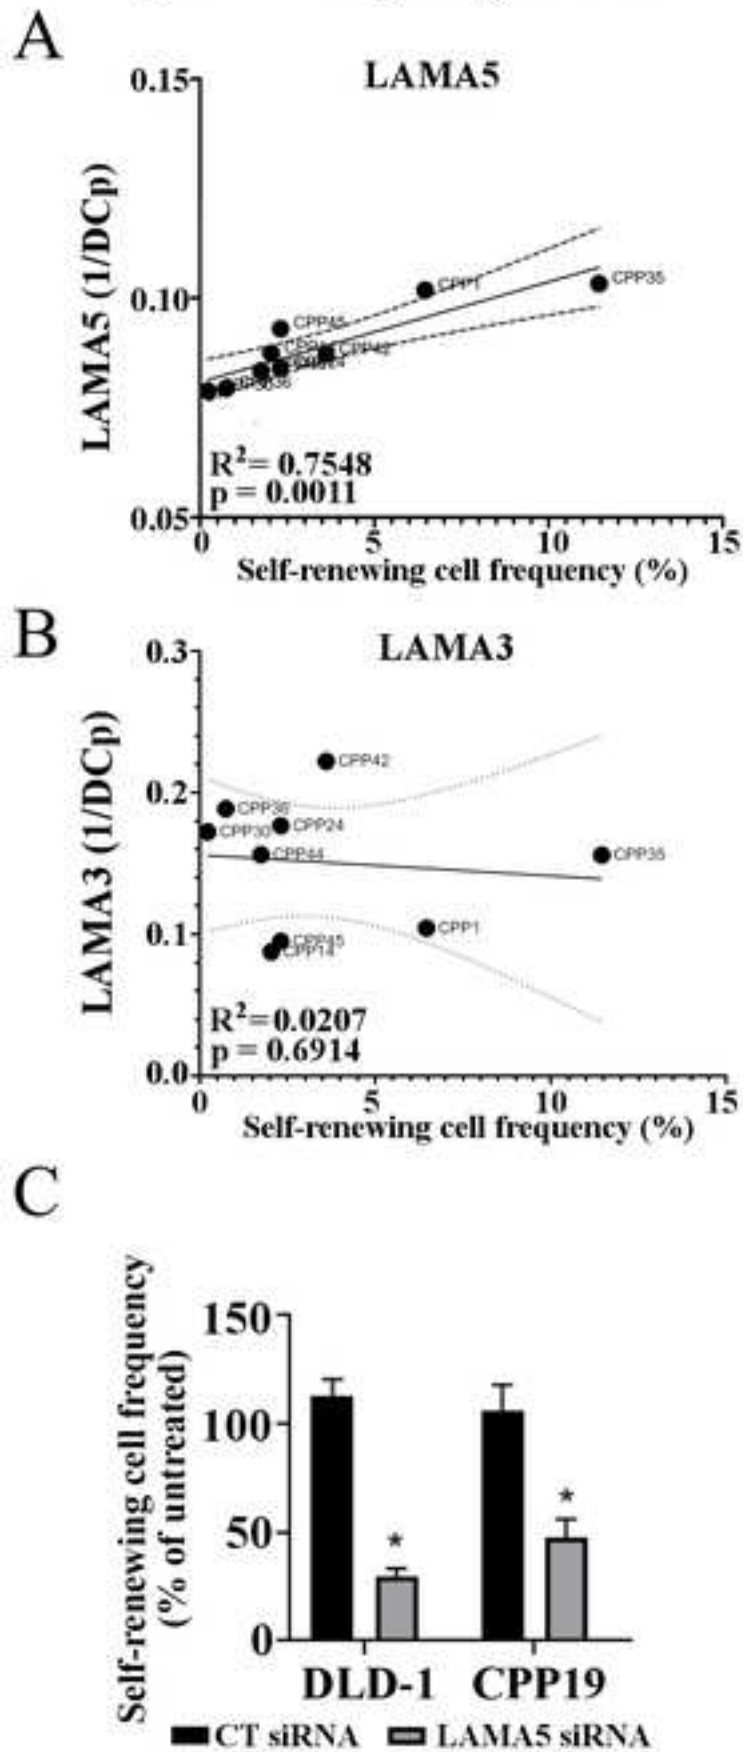 A
LAMA5
0.15
0.10
0.05
LAMA5 (1/DCp)
CPP1
CPP35
CPP45
CPP42
R²= 0.7548
p = 0.0011
0 5 10 15
Self-renewing cell frequency (%)
B
LAMA3
0.3
0.2
0.1
0.0
LAMA3 (1/DCp)
CPP42
CPP36
CPP30
CPP24
CPP44
CPP35
CPP1
CPP45
CPP14
R²=0.0207
p = 0.6914
0 5 10 15
Self-renewing cell frequency (%)
C
Self-renewing cell frequency
(% of untreated)
150
100
50
0
*
*
DLD-1 CPP19
CT siRNA LAMA5 siRNA